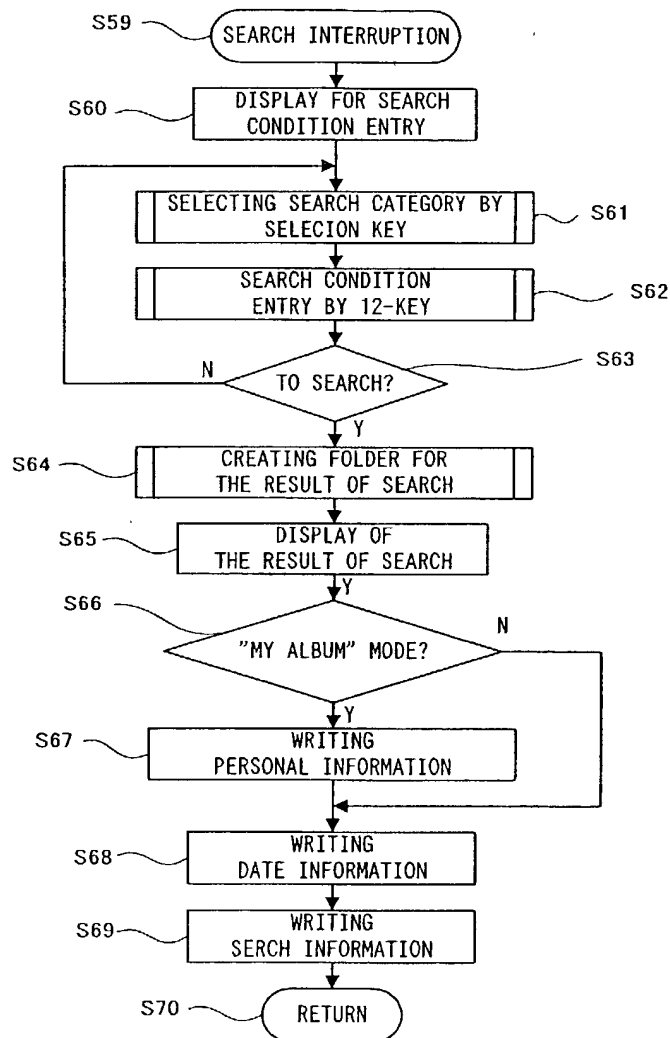 S59
SEARCH INTERRUPTION
S60
DISPLAY FOR SEARCH
CONDITION ENTRY
SELECTING SEARCH CATEGORY BY
SELECION KEY
S61
SEARCH CONDITION
ENTRY BY 12-KEY
S62
S63
N
TO SEARCH?
Y
S64
CREATING FOLDER FOR
THE RESULT OF SEARCH
S65
DISPLAY OF
THE RESULT OF SEARCH
Y
S66
N
"MY ALBUM" MODE?
Y
S67
WRITING
PERSONAL INFORMATION
S68
WRITING
DATE INFORMATION
S69
WRITING
SERCH INFORMATION
S70
RETURN